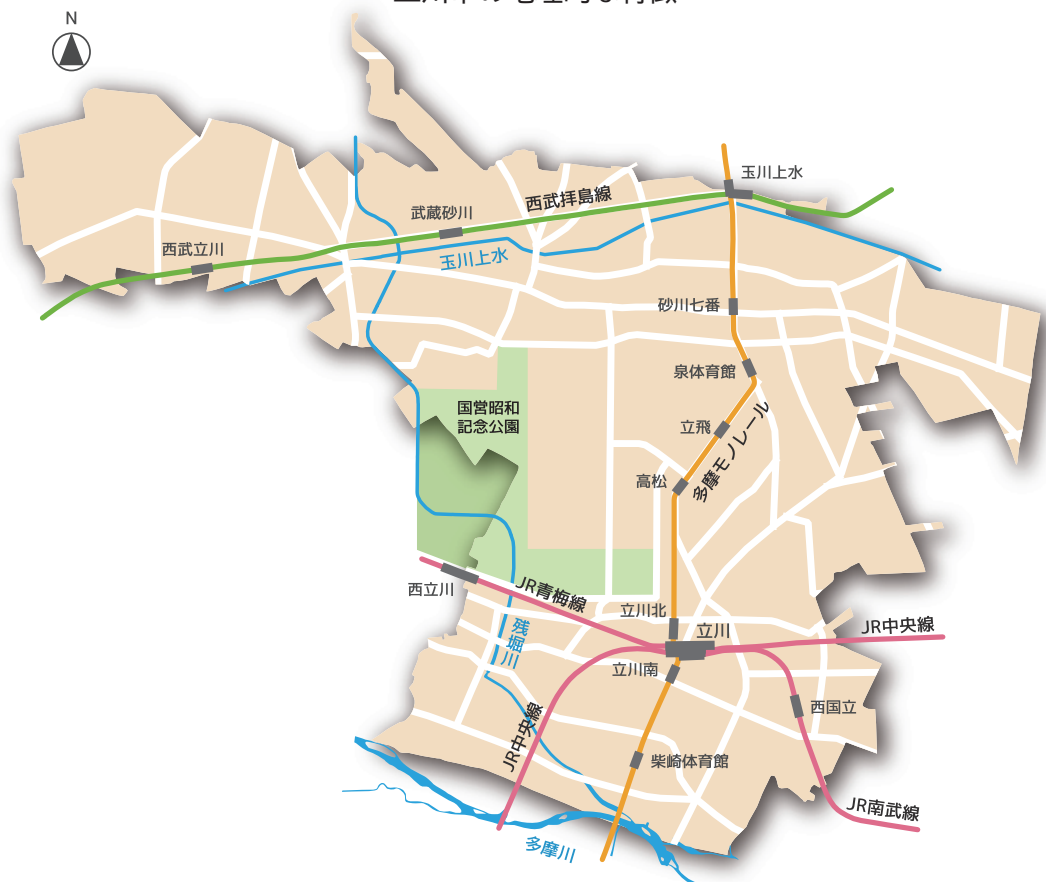 N
玉川上水
西武拝島線
武蔵砂川
西武立川
玉川上水
砂川七番
泉体育館
国営昭和
記念公園
立飛
多摩モノレール
高松
西立川
JR青梅線
立川北
立川
JR中央線
残堀川
立川南
西国立
JR中央線
柴崎体育館
JR南武線
多摩川